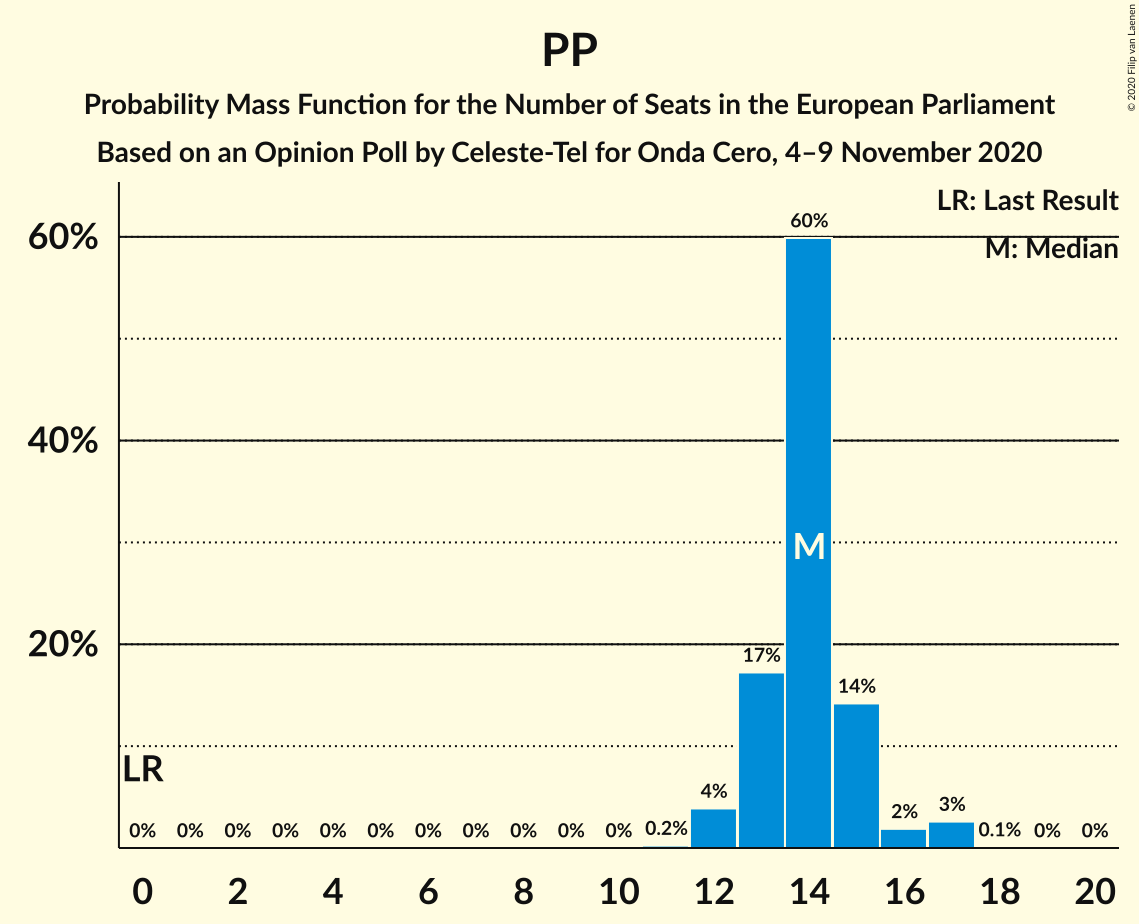 PP
Probability Mass Function for the Number of Seats in the European Parliament
Based on an Opinion Poll by Celeste-Tel for Onda Cero, 4–9 November 2020
© 2020 Filip van Laenen
LR: Last Result
M: Median
60%
40%
20%
60%
M
17%
14%
LR
4%
3%
2%
0% 0% 0% 0% 0% 0% 0% 0% 0% 0% 0% 0.2% 0.1% 0% 0%
0 2 4 6 8 10 12 14 16 18 20